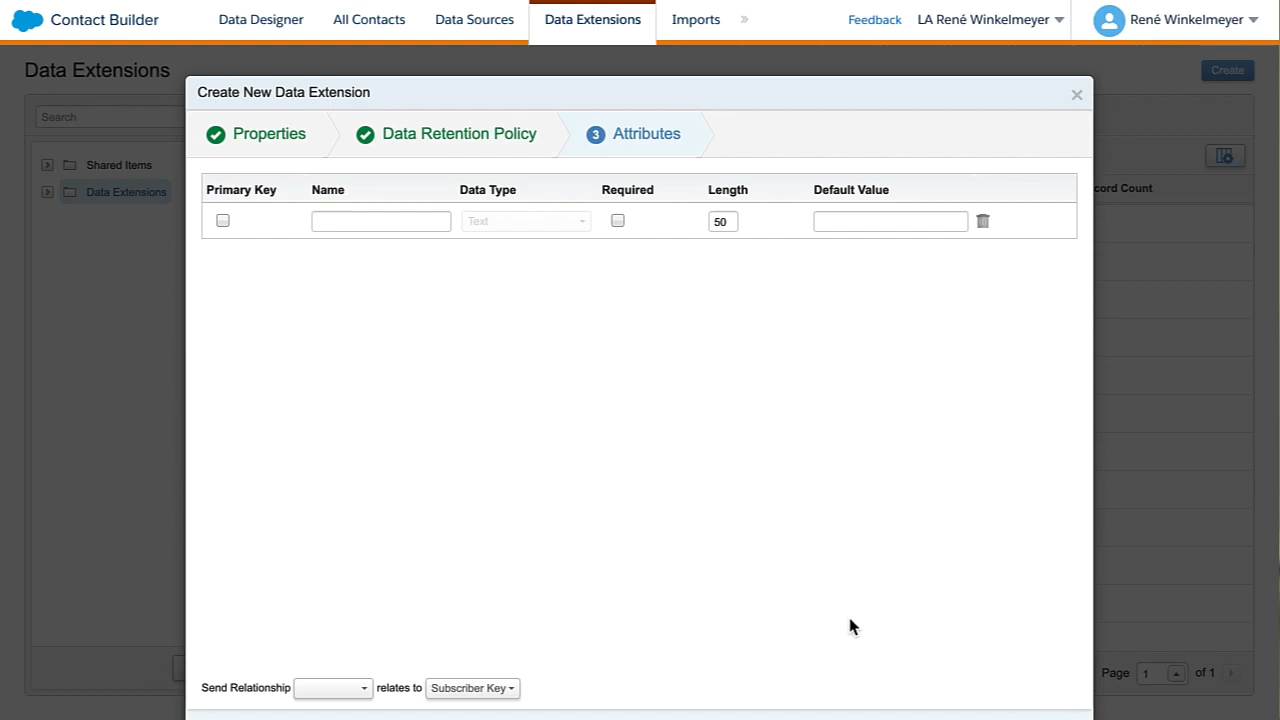 Contact Builder Data Designer All Contacts Data Sources Data Extensions Imports » Feedback LA René Winkelmeyer René Winkelmeyer
Data Extensions Create
Create New Data Extension
Search
Properties Data Retention Policy 3 Attributes
Shared Items
Data Extensions
Primary Key Name Data Type Required Length Default Value
cord Count
Text 50
Page 1 of 1
Send Relationship relates to Subscriber Key